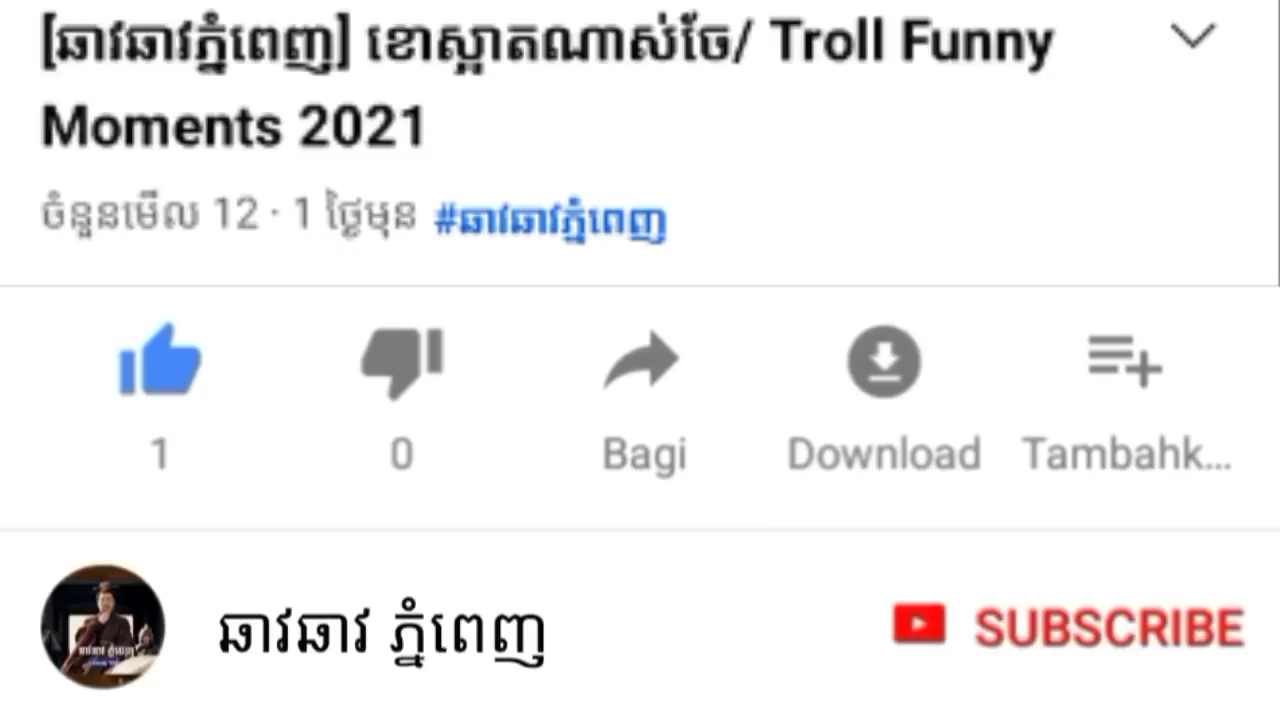 [ឆាវឆាវភ្នំពេញ] ខោស្អាតណាស់ចែ/ Troll Funny
Moments 2021
ចំនួនមើល 12 · 1 ថ្ងៃមុន #ឆាវឆាវភ្នំពេញ
1 0 Bagi Download Tambahk...
ឆាវឆាវ ភ្នំពេញ SUBSCRIBE